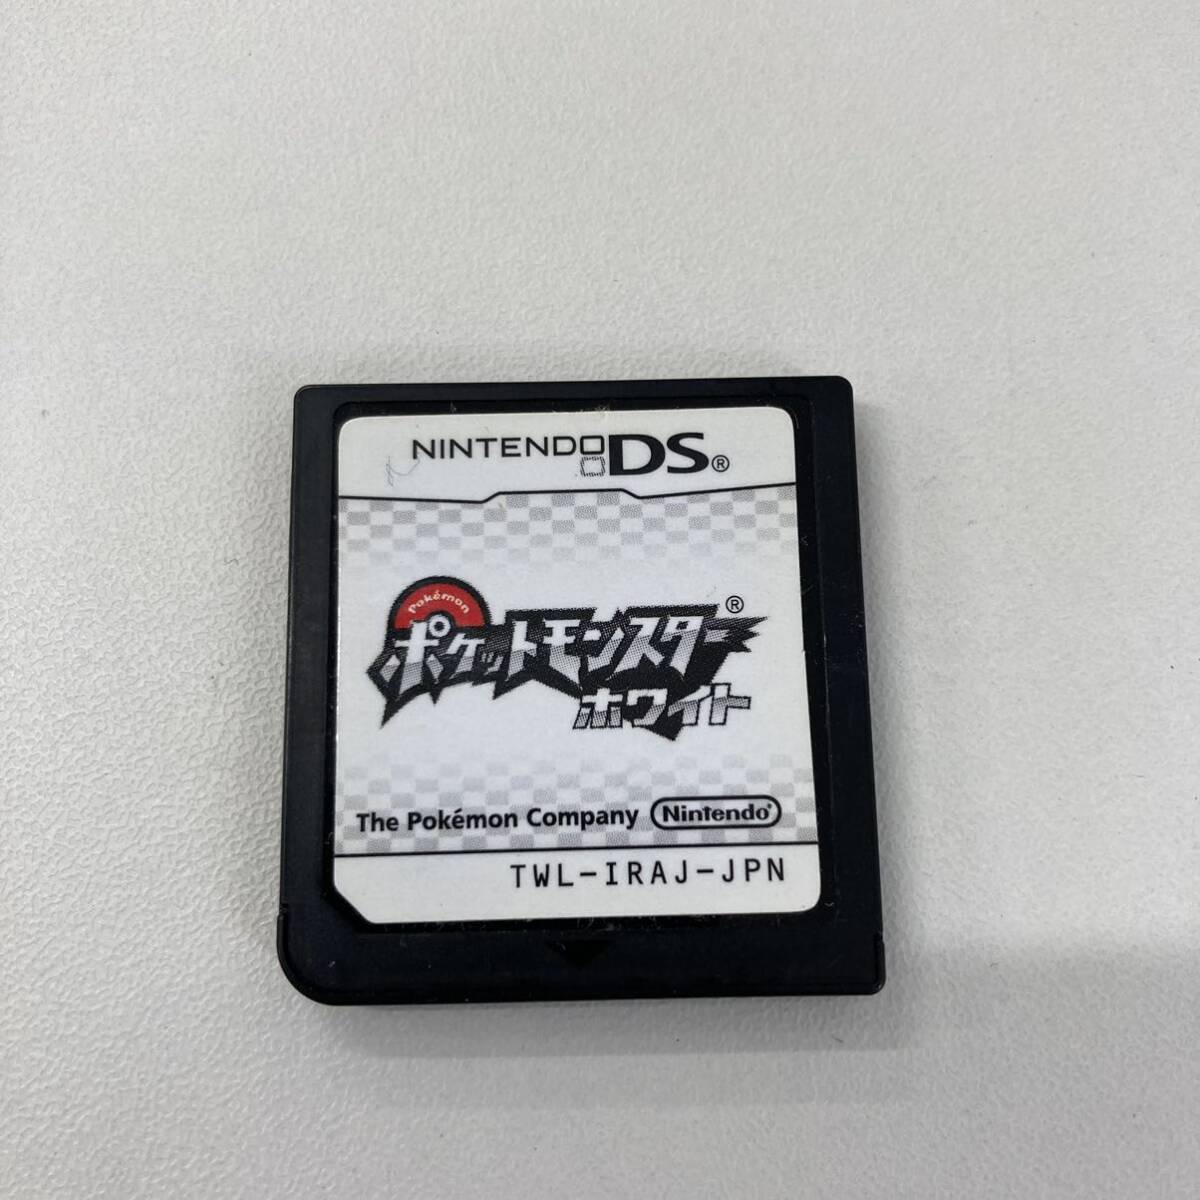 NINTENDO DS®
Pokémon
ポケットモンスター®
ホワイト
The Pokémon Company Nintendo®
TWL-IRAJ-JPN